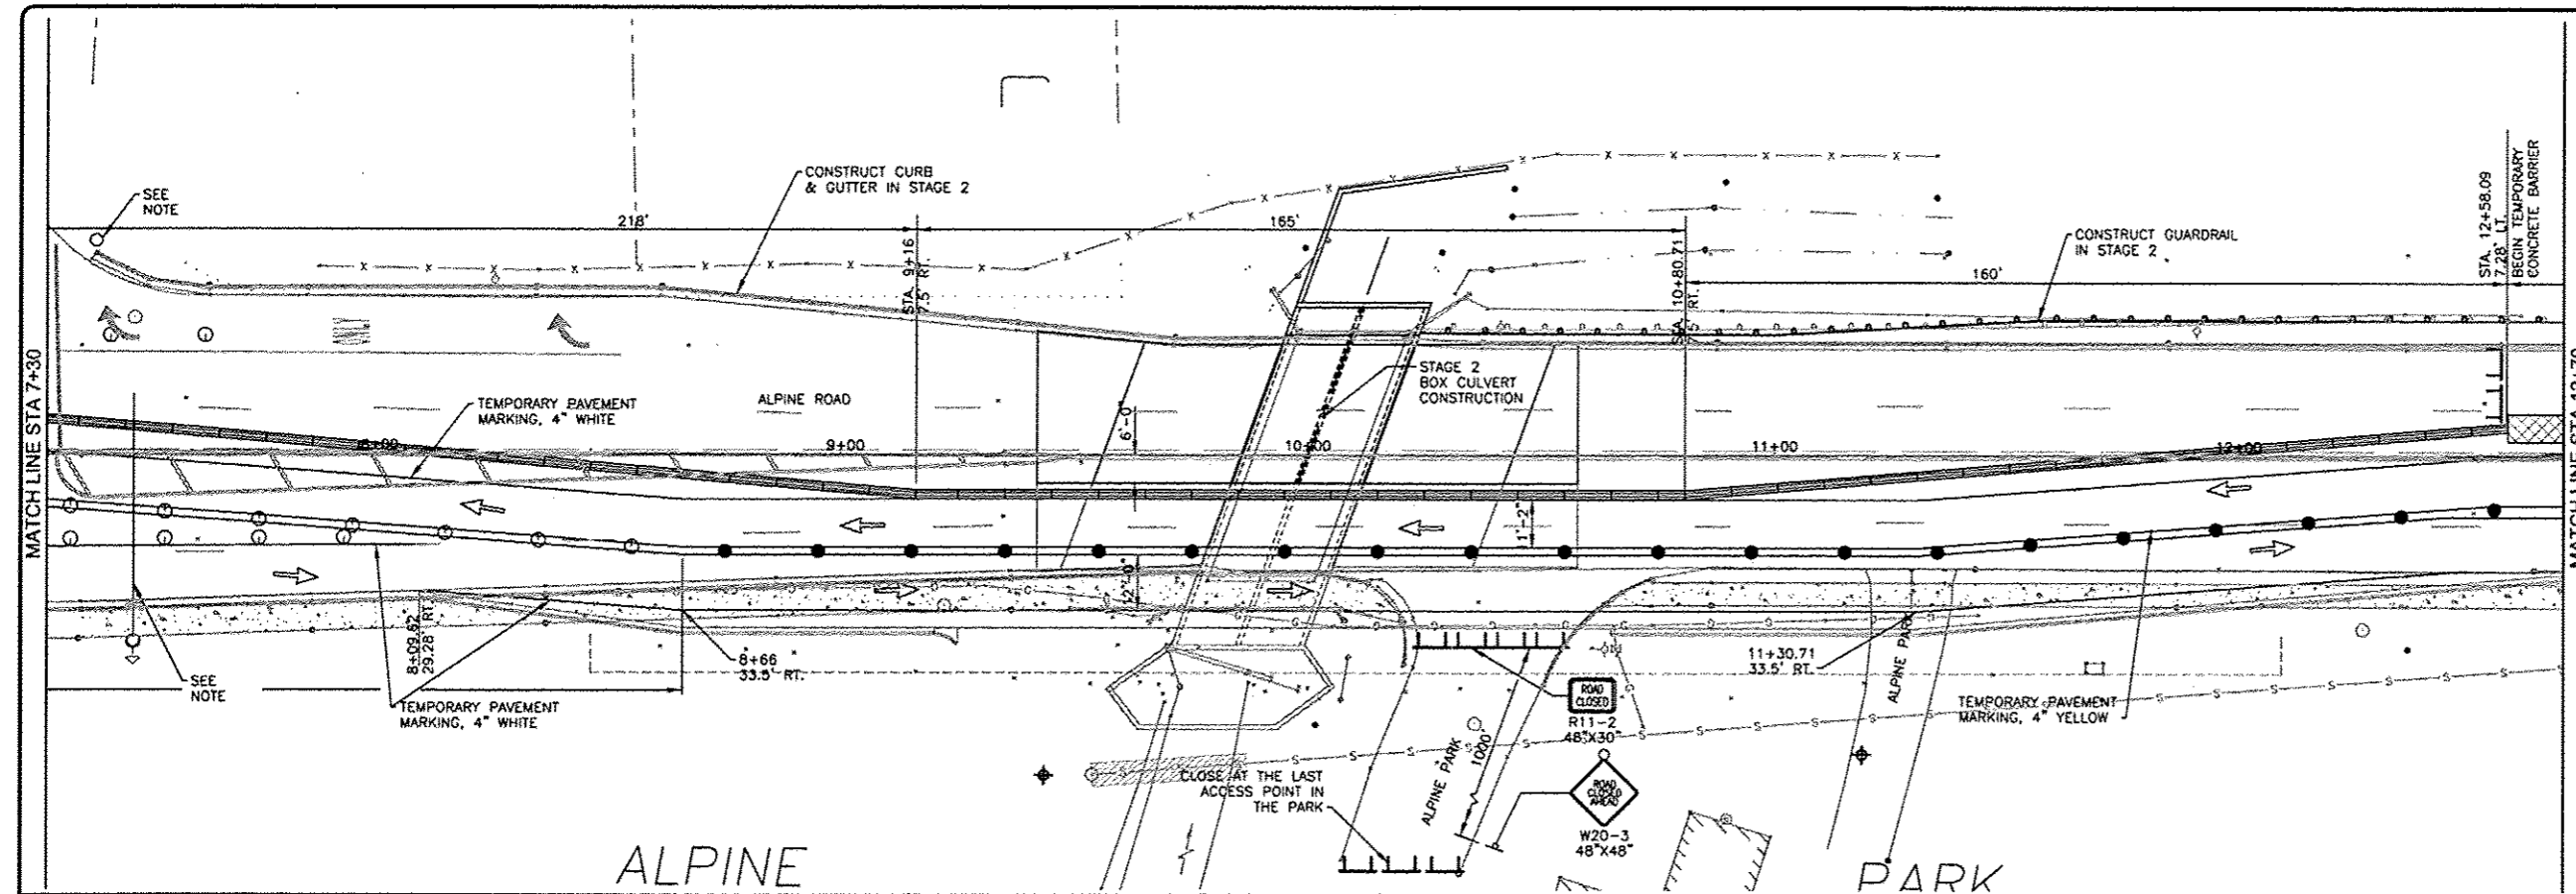 SEE
NOTE
CONSTRUCT CURB
& GUTTER IN STAGE 2
218'
165'
STA. 9+16
7.5' RT.
STA. 10+80.71
RT.
CONSTRUCT GUARDRAIL
IN STAGE 2
160'
STA. 12+58.09
7.28' LT.
BEGIN TEMPORARY
CONCRETE BARRIER
MATCH LINE STA 7+30
TEMPORARY PAVEMENT
MARKING, 4" WHITE
ALPINE ROAD
STAGE 2
BOX CULVERT
CONSTRUCTION
6'-0
8+00
9+00
10+00
11+00
12+00
11'-2"
8+09.62
29.28' RT.
8+66
33.5' RT.
SEE
NOTE
TEMPORARY PAVEMENT
MARKING, 4" WHITE
ROAD
CLOSED
R11-2
48"X30"
11+30.71
33.5' RT.
ALPINE PARK
TEMPORARY PAVEMENT
MARKING, 4" YELLOW
CLOSE AT THE LAST
ACCESS POINT IN
THE PARK
ALPINE PARK
1000'
ROAD
CLOSED
AHEAD
W20-3
48"X48"
ALPINE
PARK